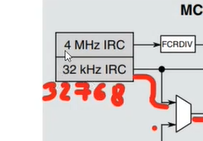 MC
4 MHz IRC
FCRDIV
32 kHz IRC
32768